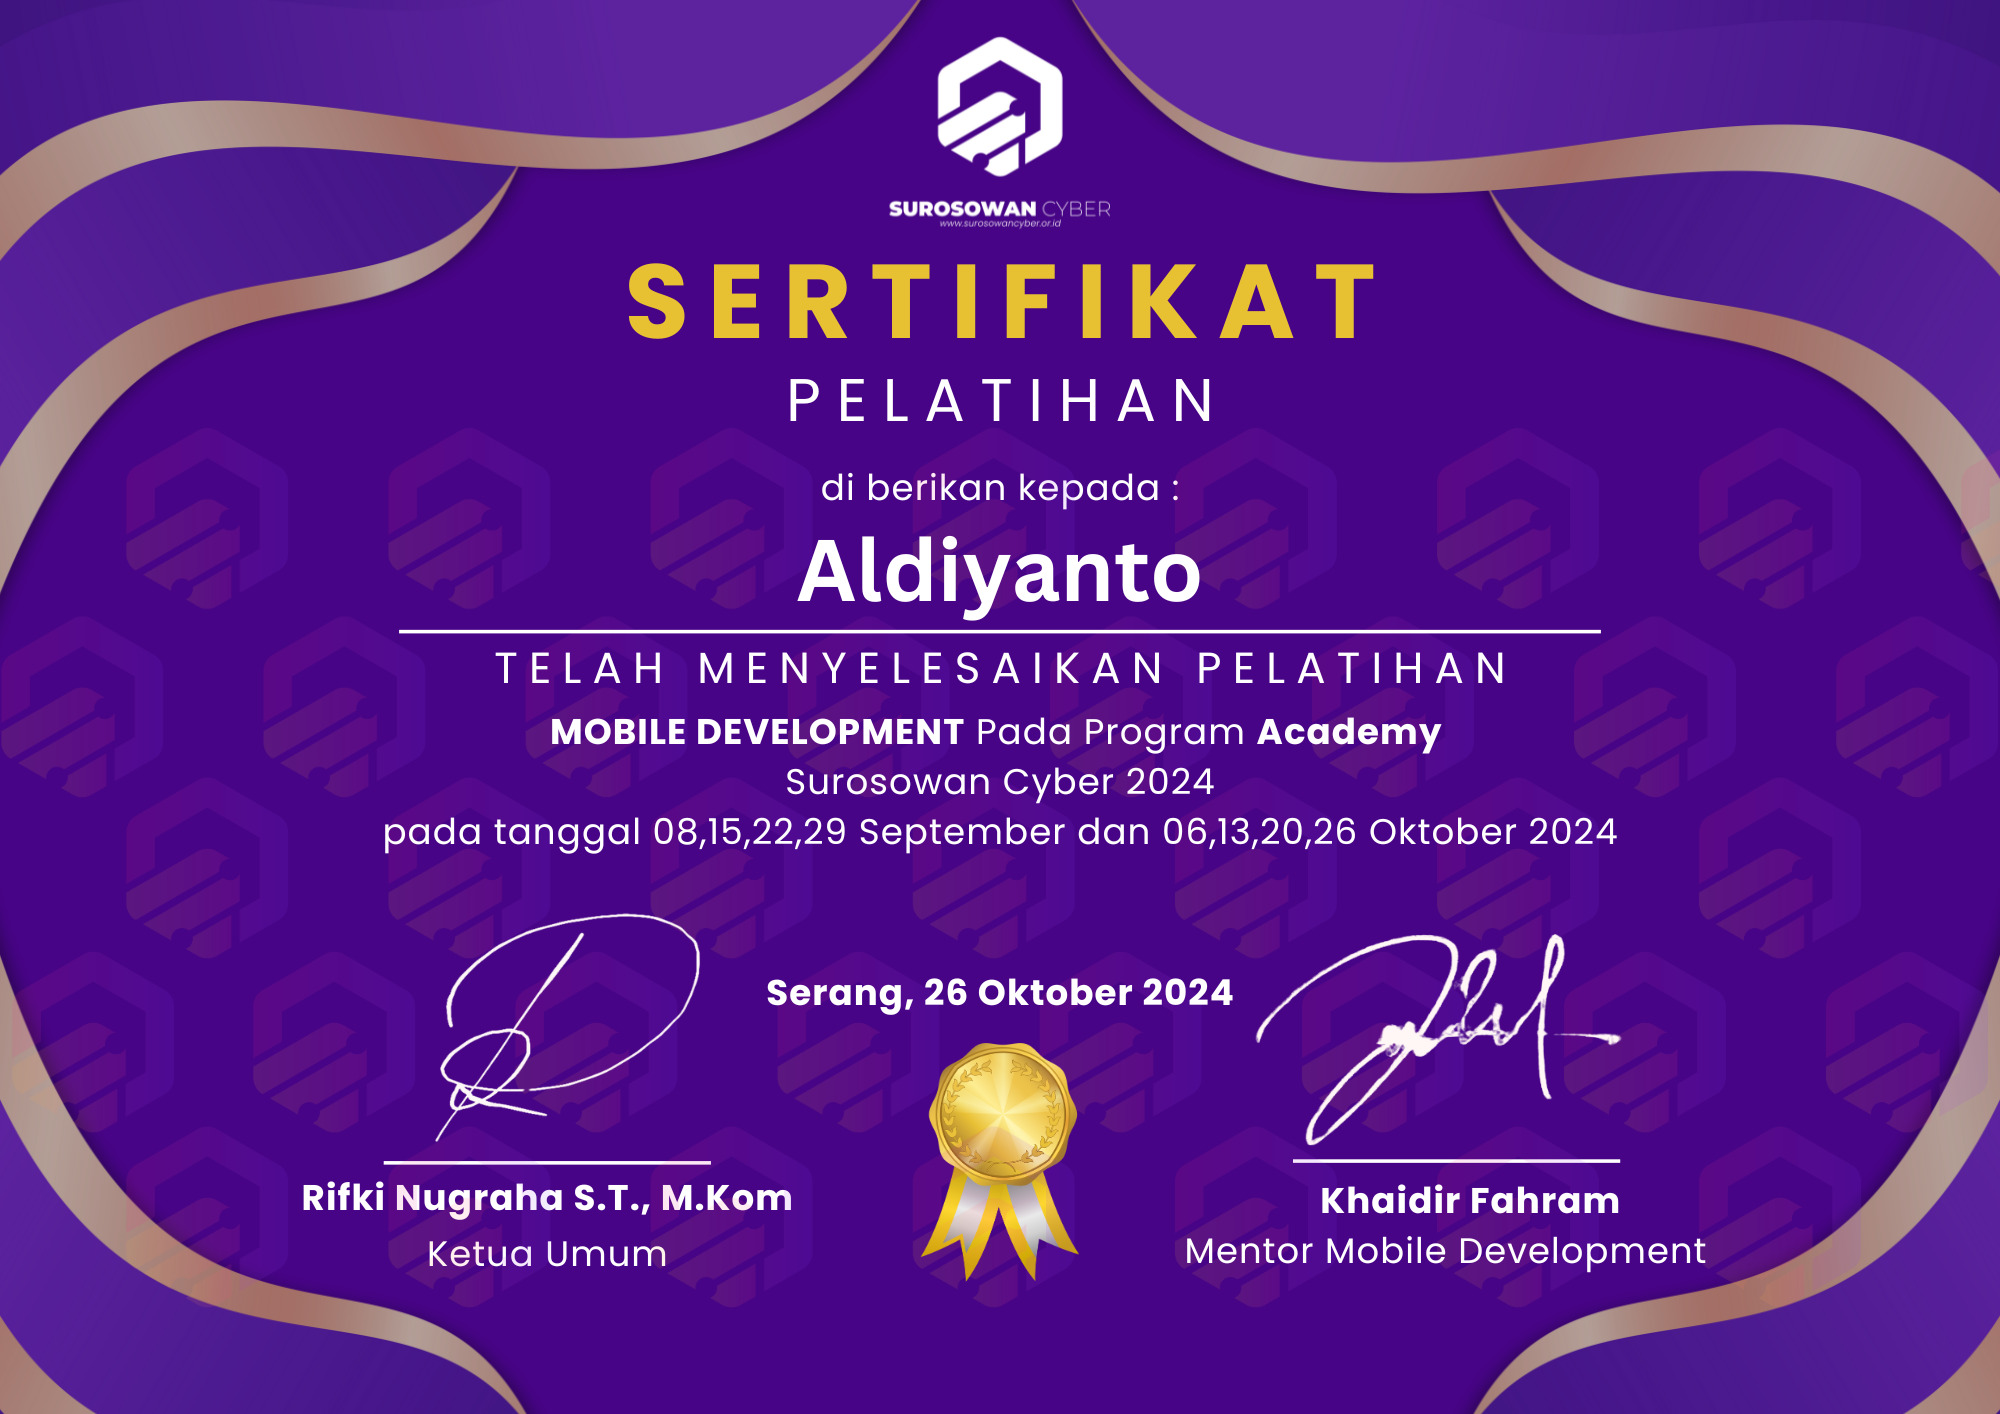 SUROSOWAN CYBER
www.surosowancyber.or.id
SERTIFIKAT
PELATIHAN
di berikan kepada :
Aldiyanto
TELAH MENYELESAIKAN PELATIHAN
MOBILE DEVELOPMENT Pada Program Academy
Surosowan Cyber 2024
pada tanggal 08,15,22,29 September dan 06,13,20,26 Oktober 2024
Serang, 26 Oktober 2024
Rifki Nugraha S.T., M.Kom
Ketua Umum
Khaidir Fahram
Mentor Mobile Development